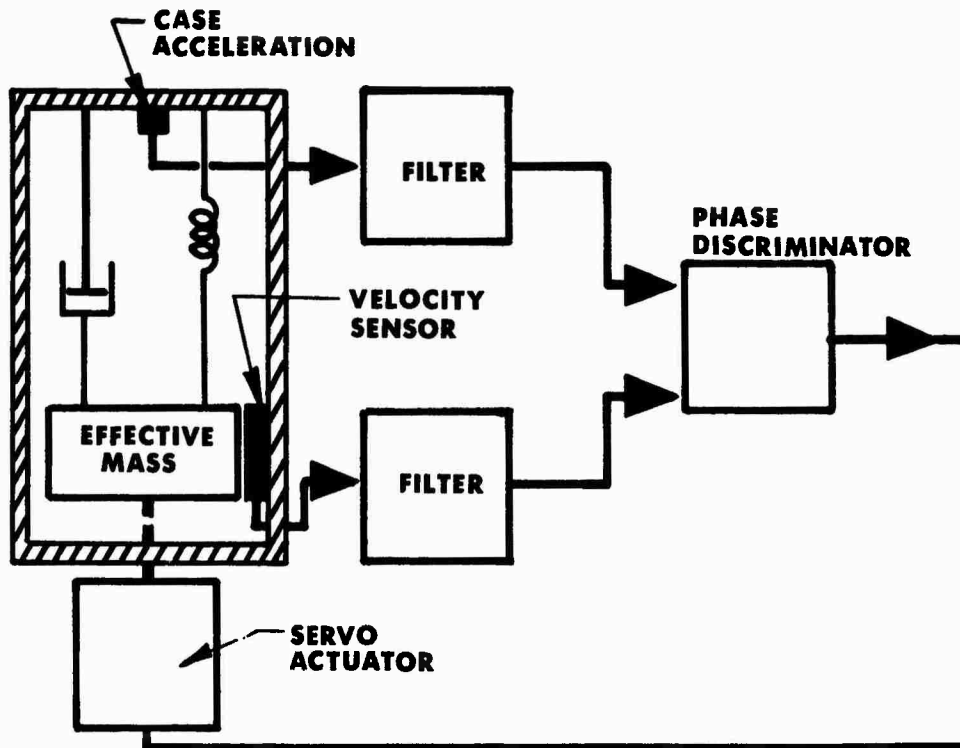 CASE
ACCELERATION
FILTER
PHASE
DISCRIMINATOR
VELOCITY
SENSOR
EFFECTIVE
MASS
FILTER
SERVO
ACTUATOR